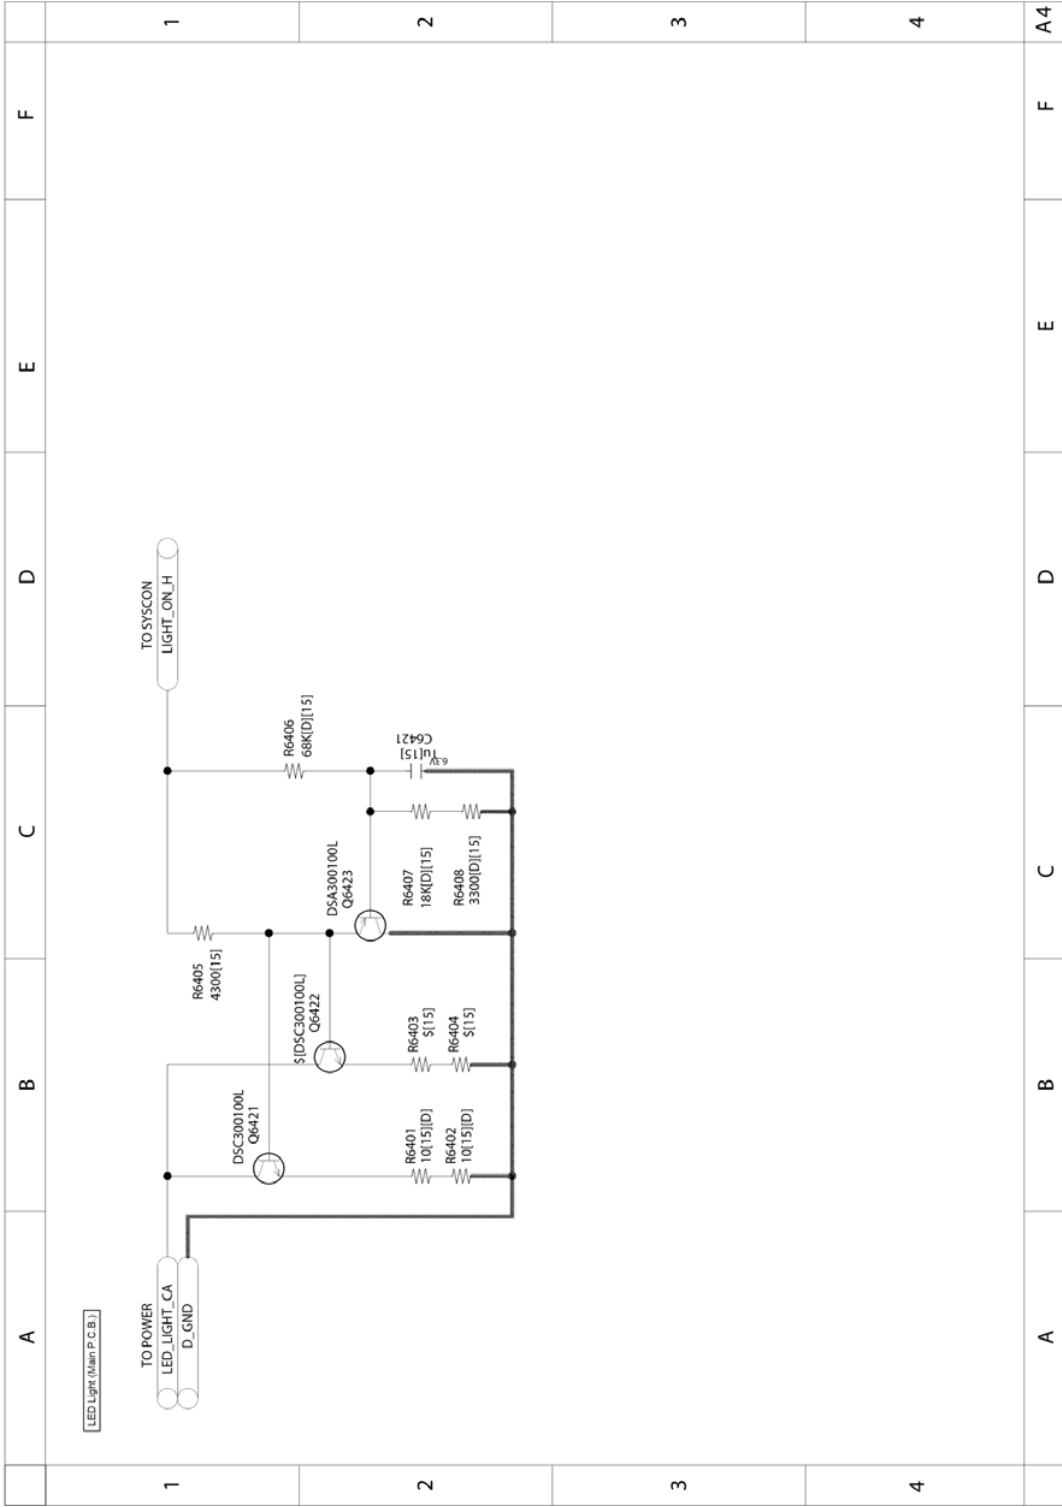 LED Light (Main P.C.B.)
TO POWER
LED_LIGHT_CA
D_GND
TO SYSCON
LIGHT_ON_H
DSC300100L
Q6421
$[DSC300100L]
Q6422
DSA300100L
Q6423
R6405
4300[15]
R6406
68K[D][15]
R6401
10[15][D]
R6402
10[15][D]
R6403
$[15]
R6404
$[15]
R6407
18K[D][15]
R6408
3300[D][15]
C6421
1u[15]
6.3V
A
B
C
D
E
F
A
B
C
D
E
F
A4
1
2
3
4
1
2
3
4